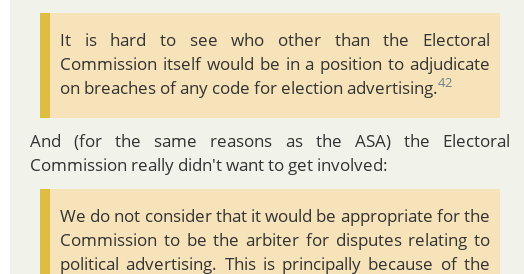 It is hard to see who other than the Electoral
Commission itself would be in a position to adjudicate
on breaches of any code for election advertising.42
And (for the same reasons as the ASA) the Electoral
Commission really didn't want to get involved:
We do not consider that it would be appropriate for the
Commission to be the arbiter for disputes relating to
political advertising. This is principally because of the